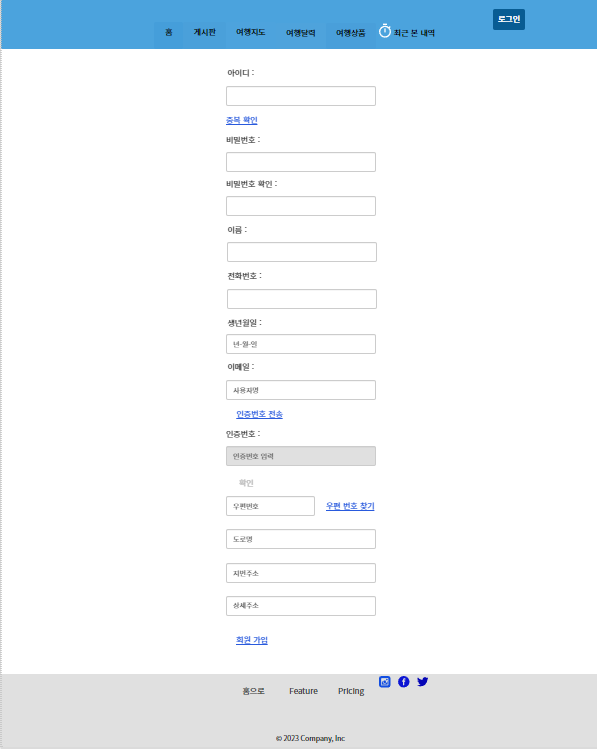 로그인
홈 게시판 여행지도 여행달력 여행상품 최근 본 내역
아이디 :
중복 확인
비밀번호 :
비밀번호 확인 :
이름 :
전화번호 :
생년월일 :
년-월-일
이메일 :
사용자명
인증번호 전송
인증번호 :
인증번호 입력
확인
우편번호 우편 번호 찾기
도로명
지번주소
상세주소
회원 가입
홈으로 Feature Pricing
© 2023 Company, Inc